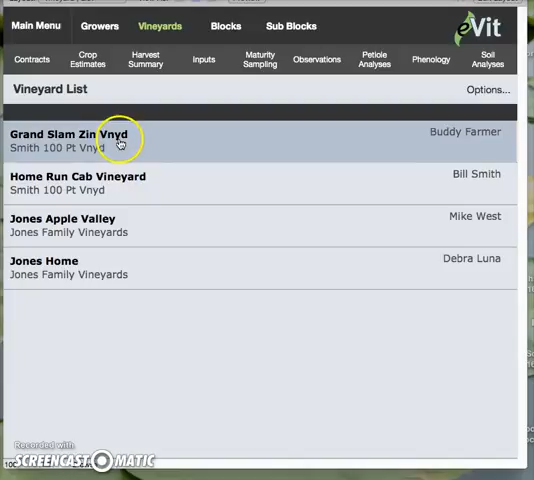 Main Menu Growers Vineyards Blocks Sub Blocks eVit
Contracts Crop Estimates Harvest Summary Inputs Maturity Sampling Observations Petiole Analyses Phenology Soil Analyses
Vineyard List Options...
Grand Slam Zin Vnyd Buddy Farmer
Smith 100 Pt Vnyd
Home Run Cab Vineyard Bill Smith
Smith 100 Pt Vnyd
Jones Apple Valley Mike West
Jones Family Vineyards
Jones Home Debra Luna
Jones Family Vineyards
Recorded with
SCREENCAST-O-MATIC